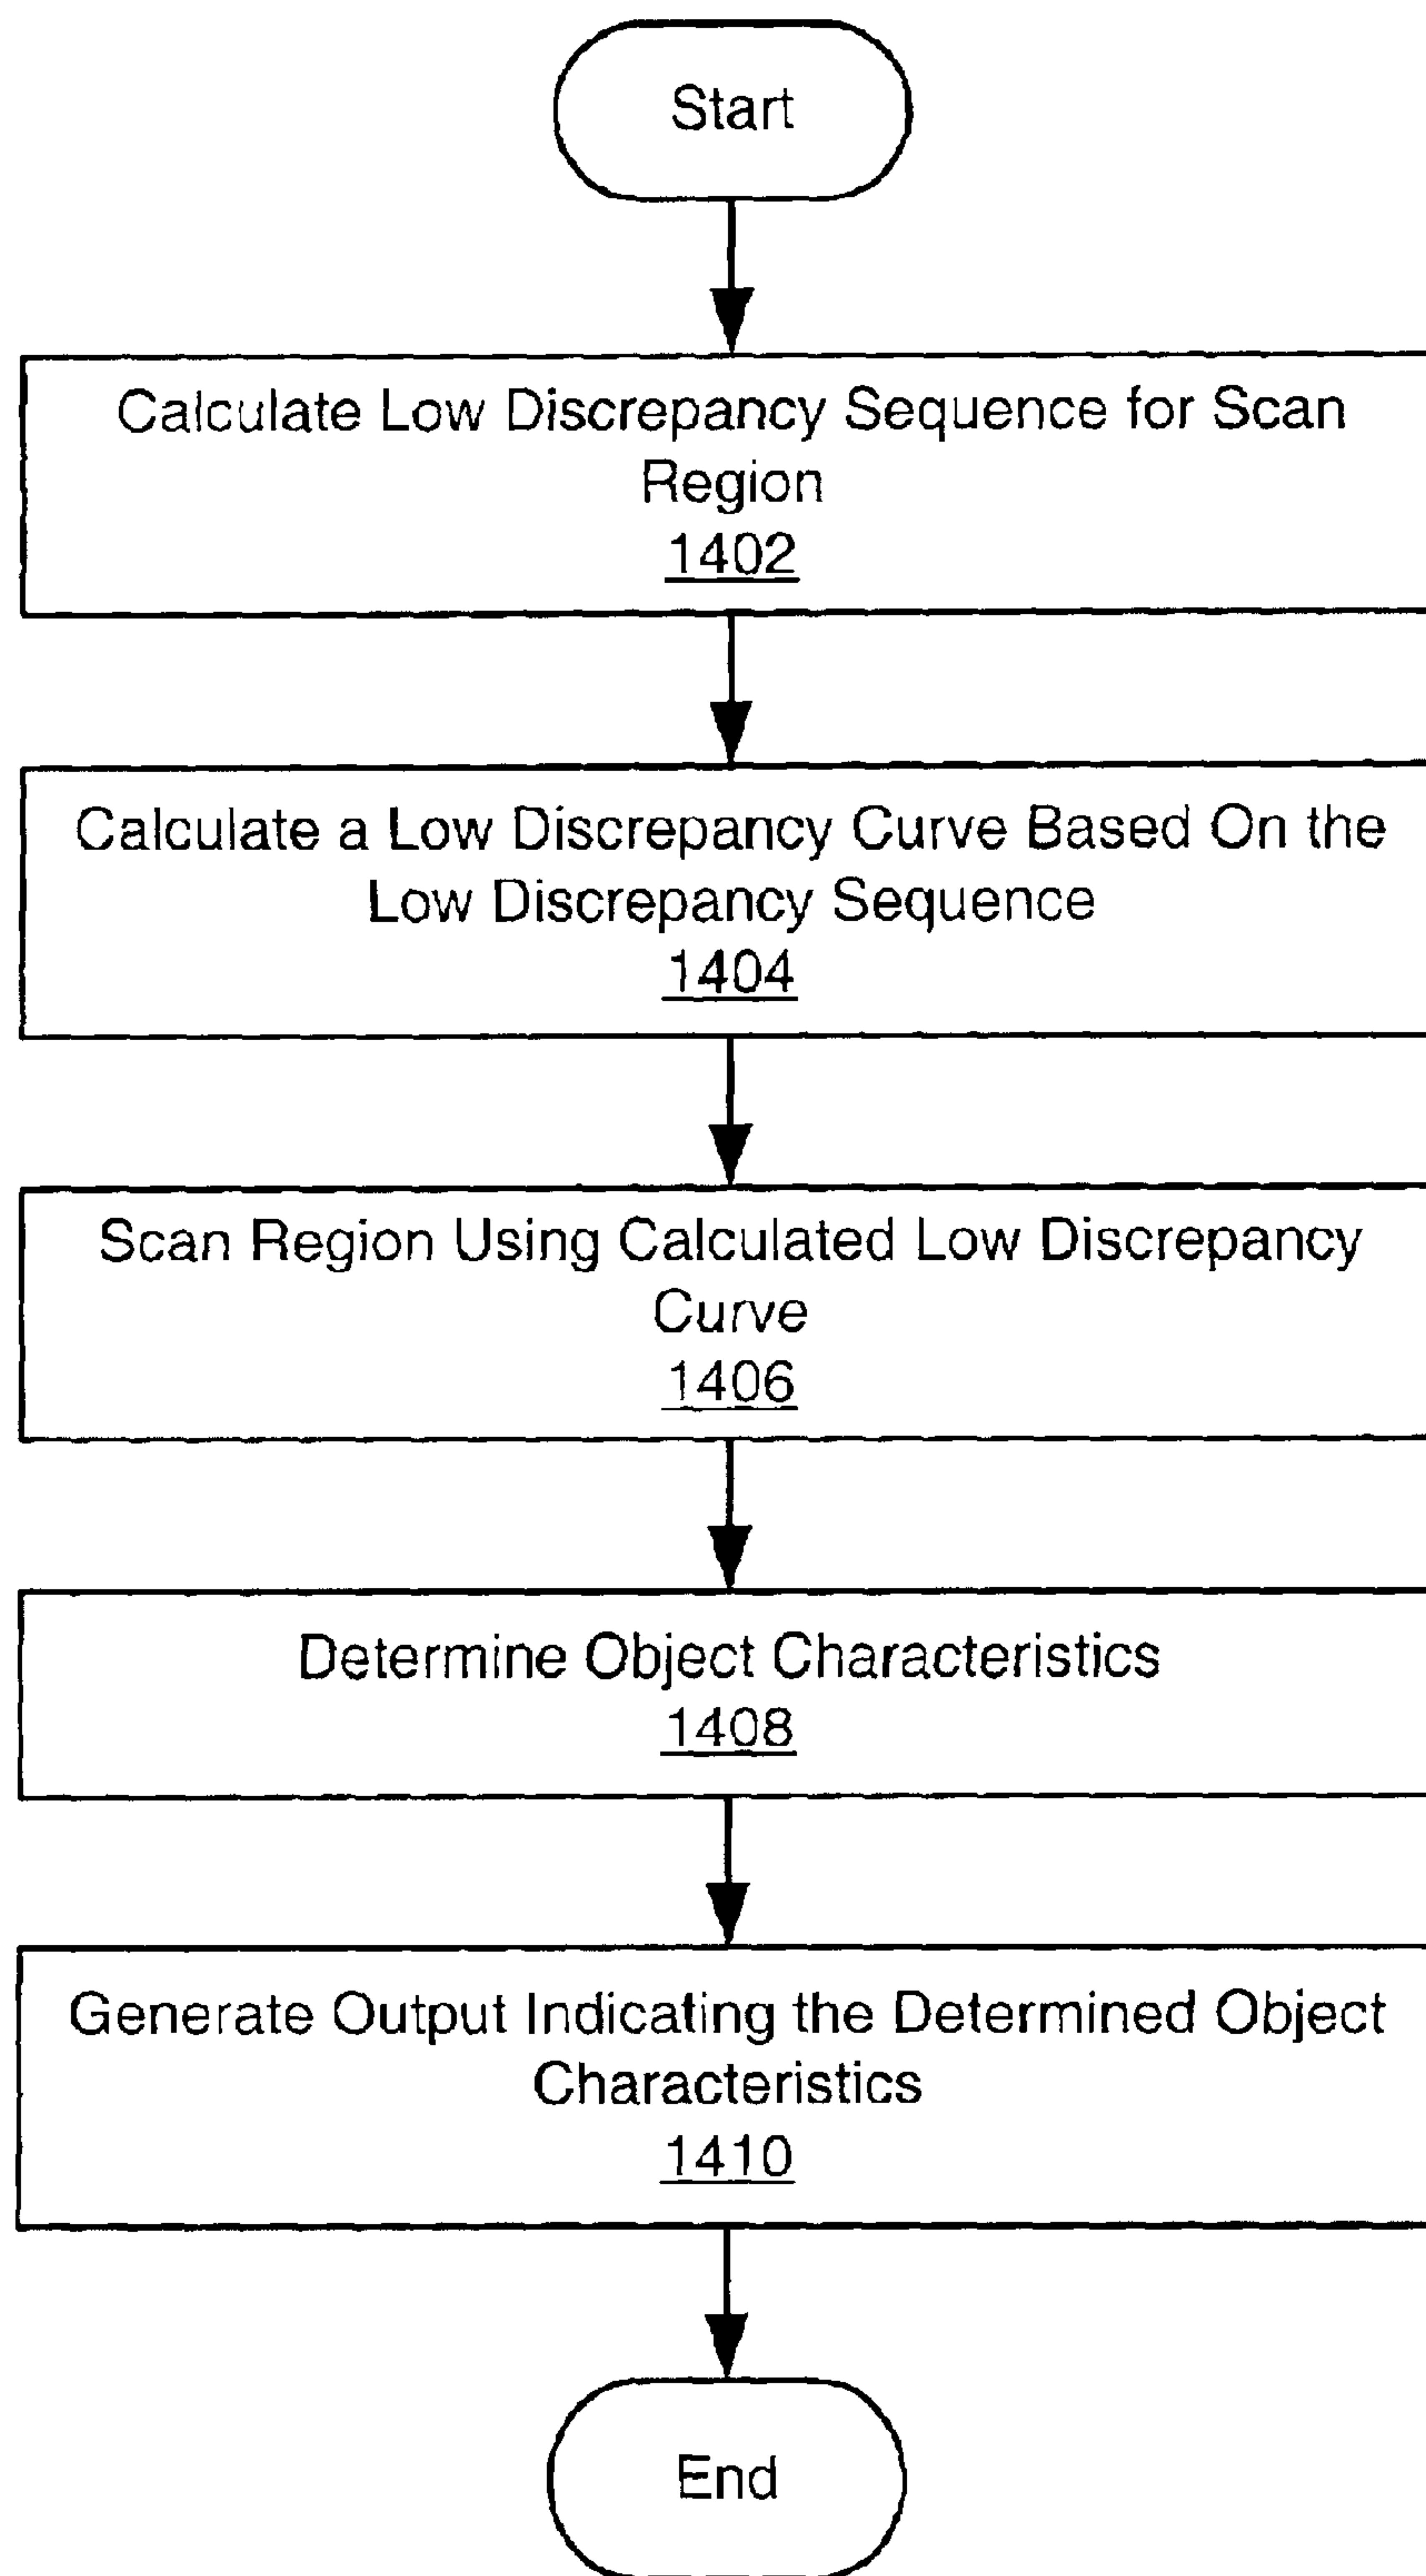 Start
Calculate Low Discrepancy Sequence for Scan
Region
1402
Calculate a Low Discrepancy Curve Based On the
Low Discrepancy Sequence
1404
Scan Region Using Calculated Low Discrepancy
Curve
1406
Determine Object Characteristics
1408
Generate Output Indicating the Determined Object
Characteristics
1410
End